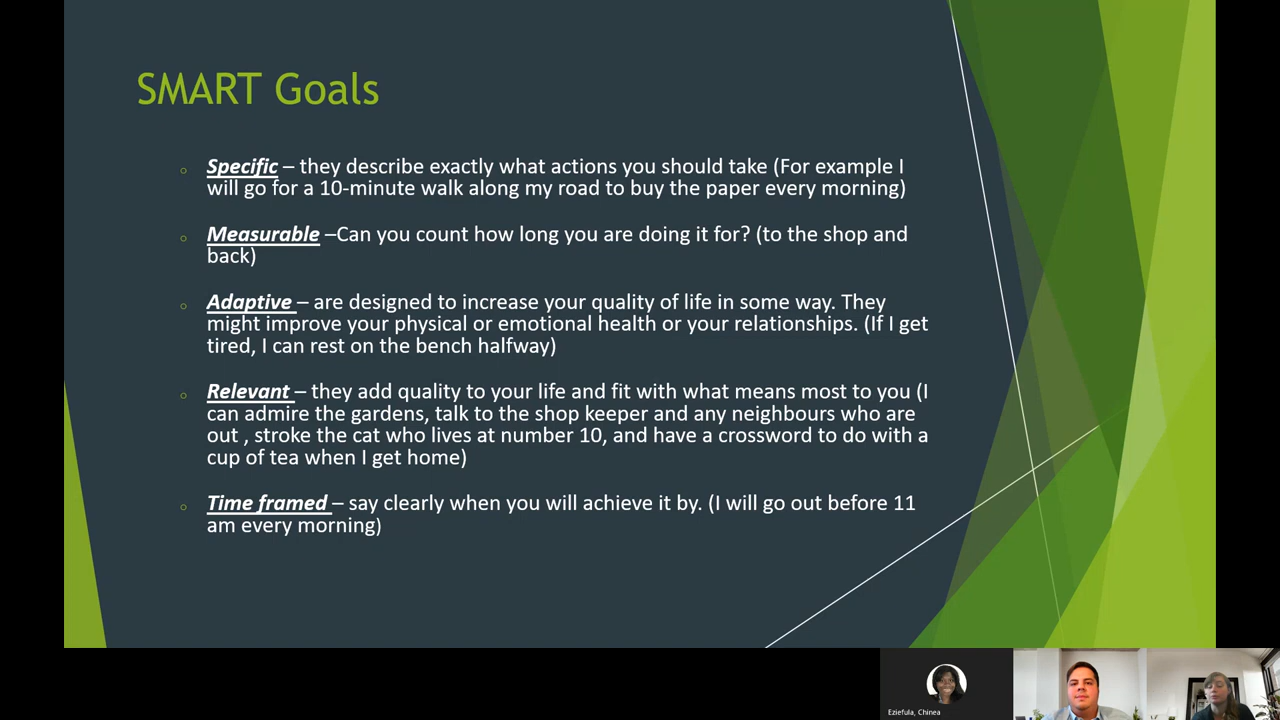 SMART Goals
Specific – they describe exactly what actions you should take (For example I
will go for a 10-minute walk along my road to buy the paper every morning)
Measurable –Can you count how long you are doing it for? (to the shop and
back)
Adaptive – are designed to increase your quality of life in some way. They
might improve your physical or emotional health or your relationships. (If I get
tired, I can rest on the bench halfway)
Relevant – they add quality to your life and fit with what means most to you (I
can admire the gardens, talk to the shop keeper and any neighbours who are
out , stroke the cat who lives at number 10, and have a crossword to do with a
cup of tea when I get home)
Time framed – say clearly when you will achieve it by. (I will go out before 11
am every morning)
Eziefula, Chinea